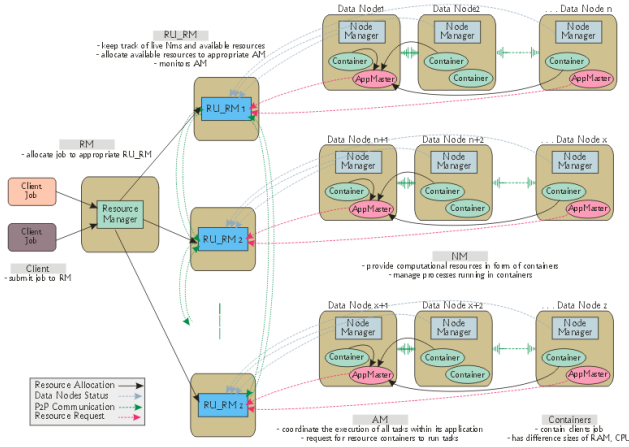 Data Node1
Data Node2
... Data Node n
RU_RM
- keep track of live Nms and available resources
- allocate available resources to appropriate AM
- monitors AM
Node
Manager
Node
Manager
Node
Manager
Container
Container
Container
AppMaster
Container
AppMaster
RU_RM 1
RM
- allocate job to appropriate RU_RM
Data Node n+1
Data Node n+2
... Data Node x
Node
Manager
Node
Manager
Node
Manager
Container
Container
Container
AppMaster
Container
AppMaster
Client
Job
Resource
Manager
Client
Job
RU_RM 2
Client
- submit job to RM
NM
- provide computational resources in form of containers
- manage processes running in containers
Data Node x+1
Data Node x+2
... Data Node z
Node
Manager
Node
Manager
Node
Manager
Container
Container
Container
AppMaster
Container
AppMaster
Resource Allocation
Data Nodes Status
P2P Communication
Resource Request
RU_RM z
AM
- coordinate the execution of all tasks within its application
- request for resource containers to run tasks
Containers
- contain clients job
- has difference sizes of RAM, CPU